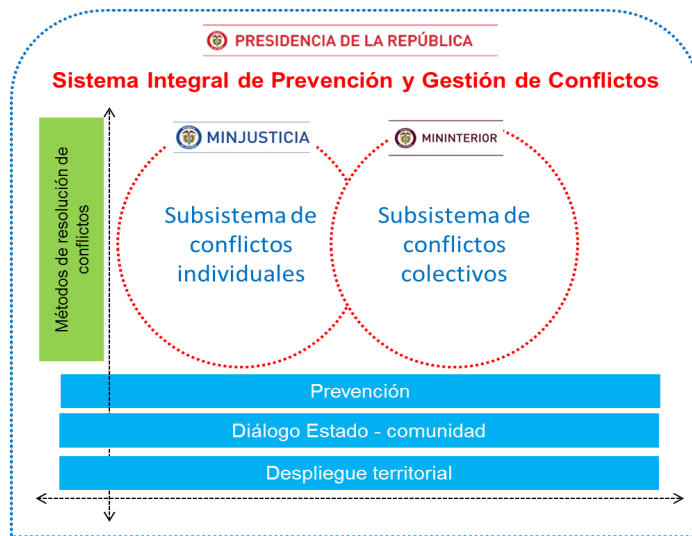 PRESIDENCIA DE LA REPÚBLICA
Sistema Integral de Prevención y Gestión de Conflictos
MINJUSTICIA
MININTERIOR
Métodos de resolución de
conflictos
Subsistema de
conflictos
individuales
Subsistema de
conflictos
colectivos
Prevención
Diálogo Estado - comunidad
Despliegue territorial